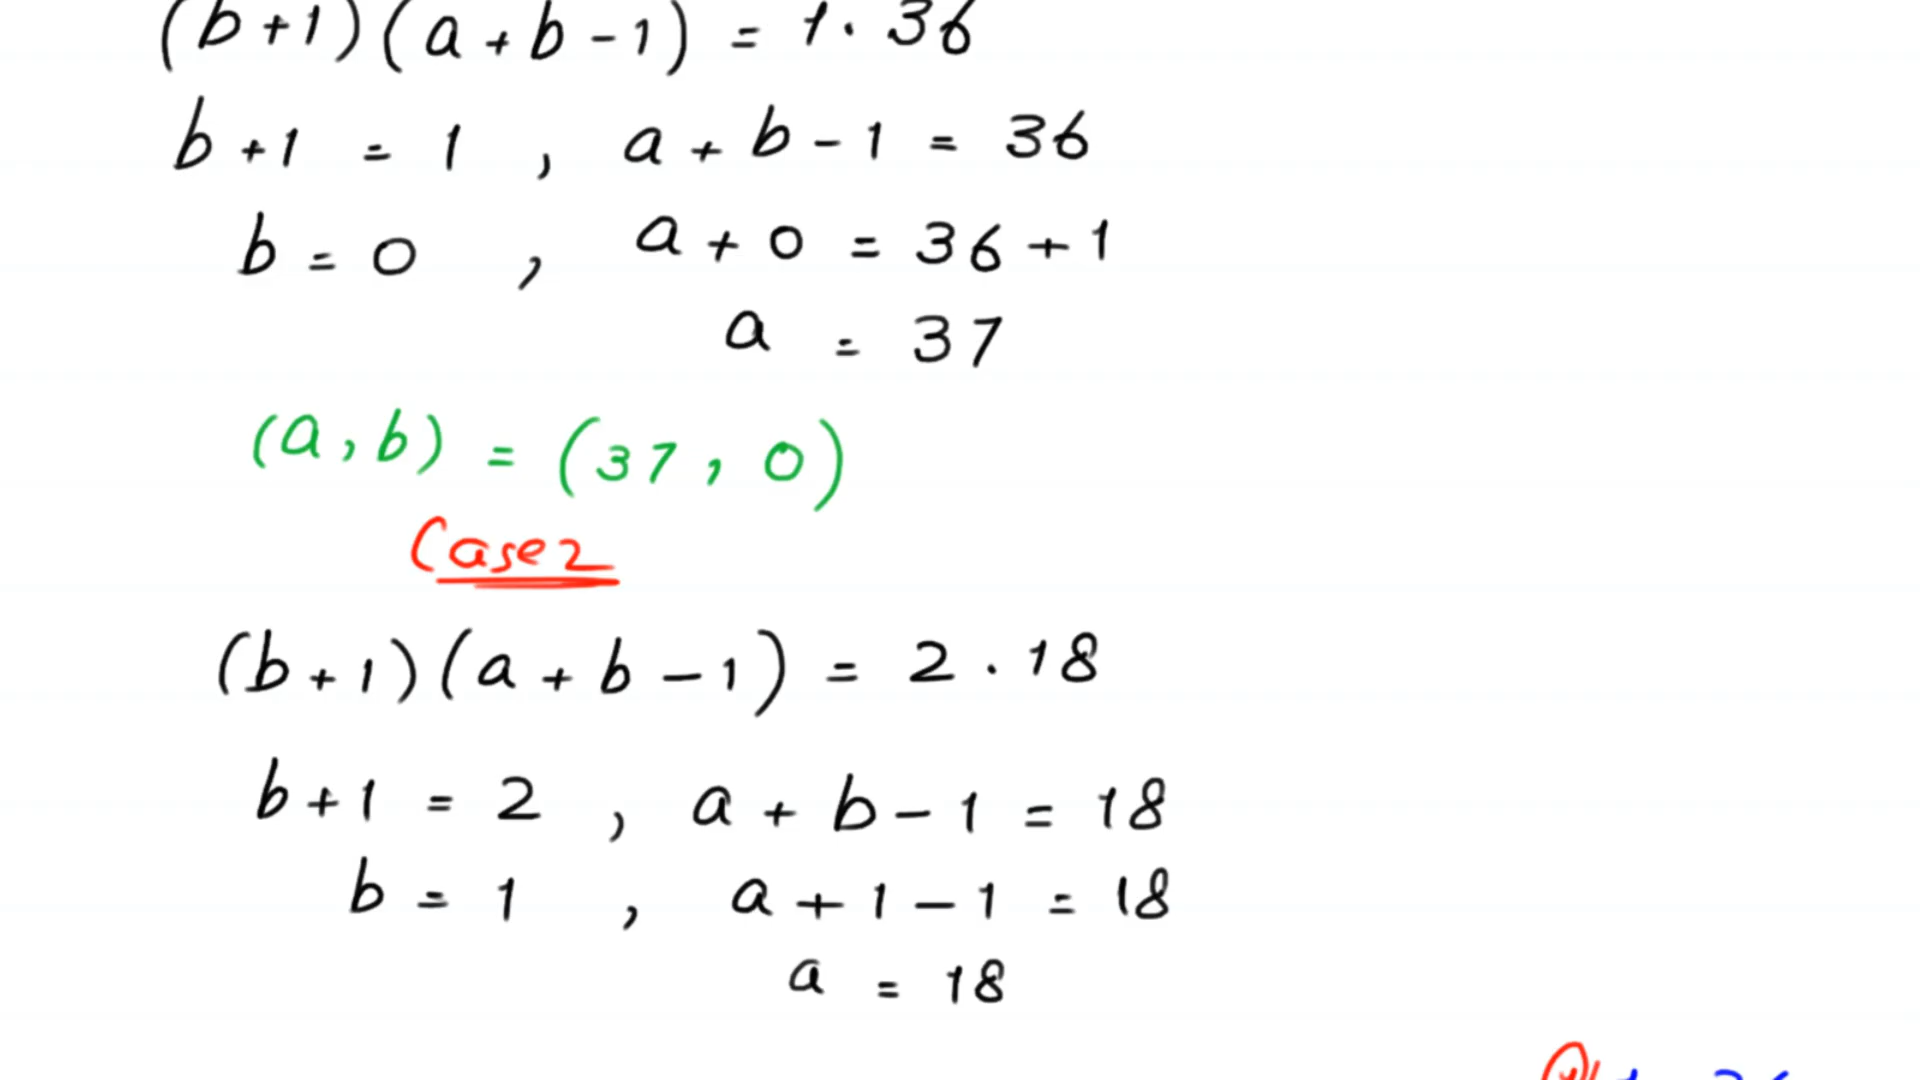 (b+1)(a+b-1) = 1·36
b+1 = 1 , a+b-1 = 36
b = 0 , a+0 = 36+1
a = 37
(a,b) = (37,0)
Case 2
(b+1)(a+b-1) = 2·18
b+1 = 2 , a+b-1 = 18
b = 1 , a+1-1 = 18
a = 18